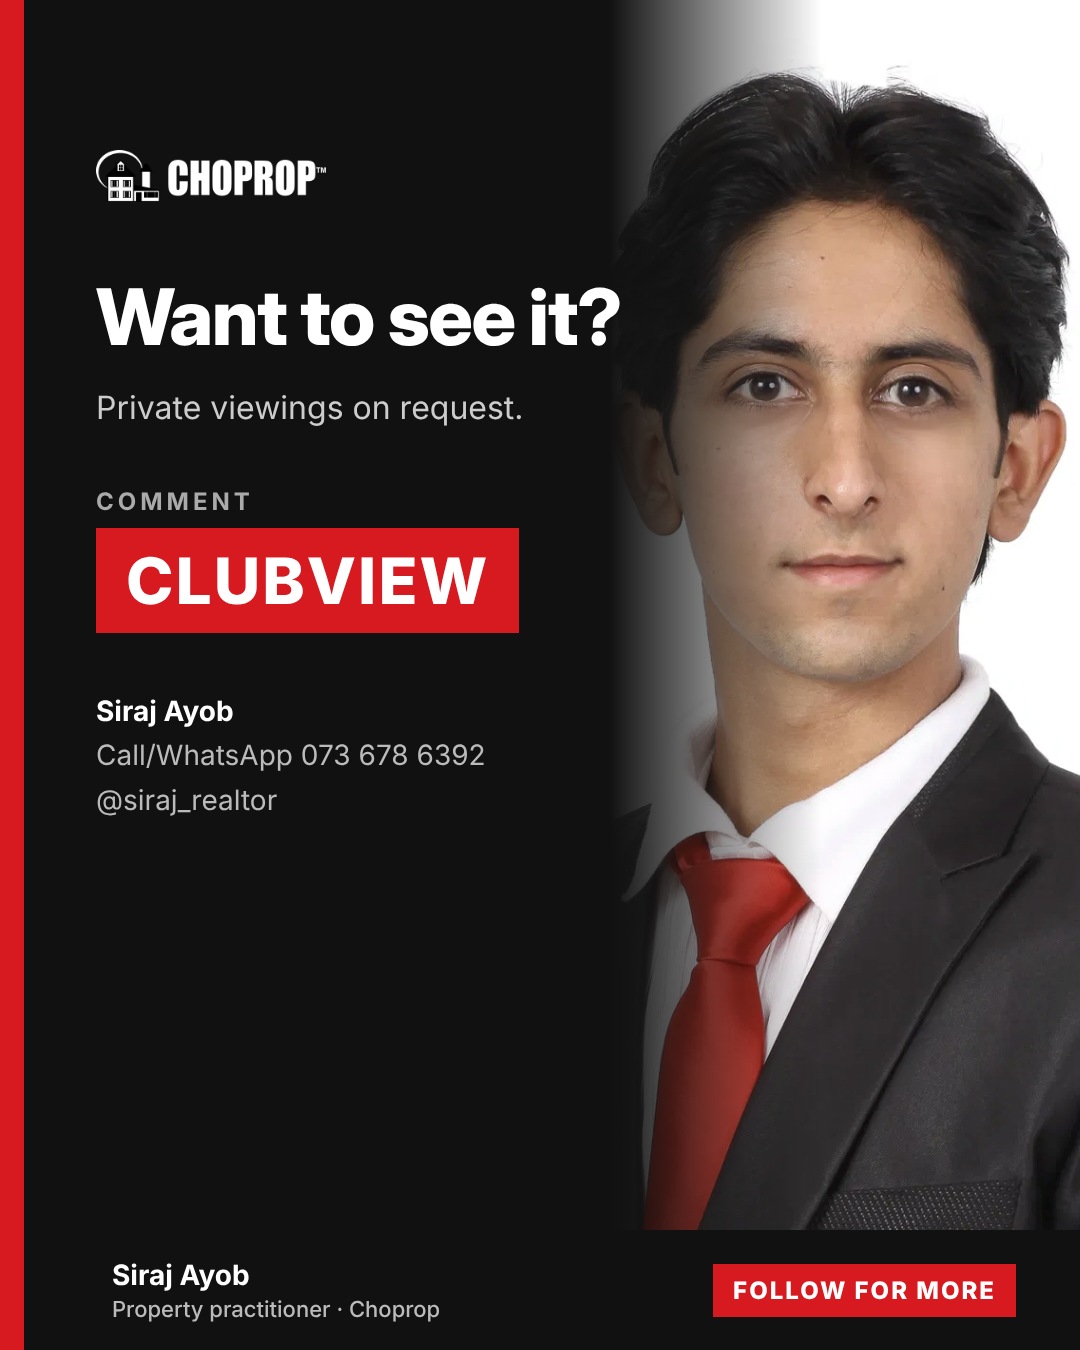 CHOPROP™
Want to see it?
Private viewings on request.
COMMENT
CLUBVIEW
Siraj Ayob
Call/WhatsApp 073 678 6392
@siraj_realtor
Siraj Ayob
Property practitioner · Choprop
FOLLOW FOR MORE